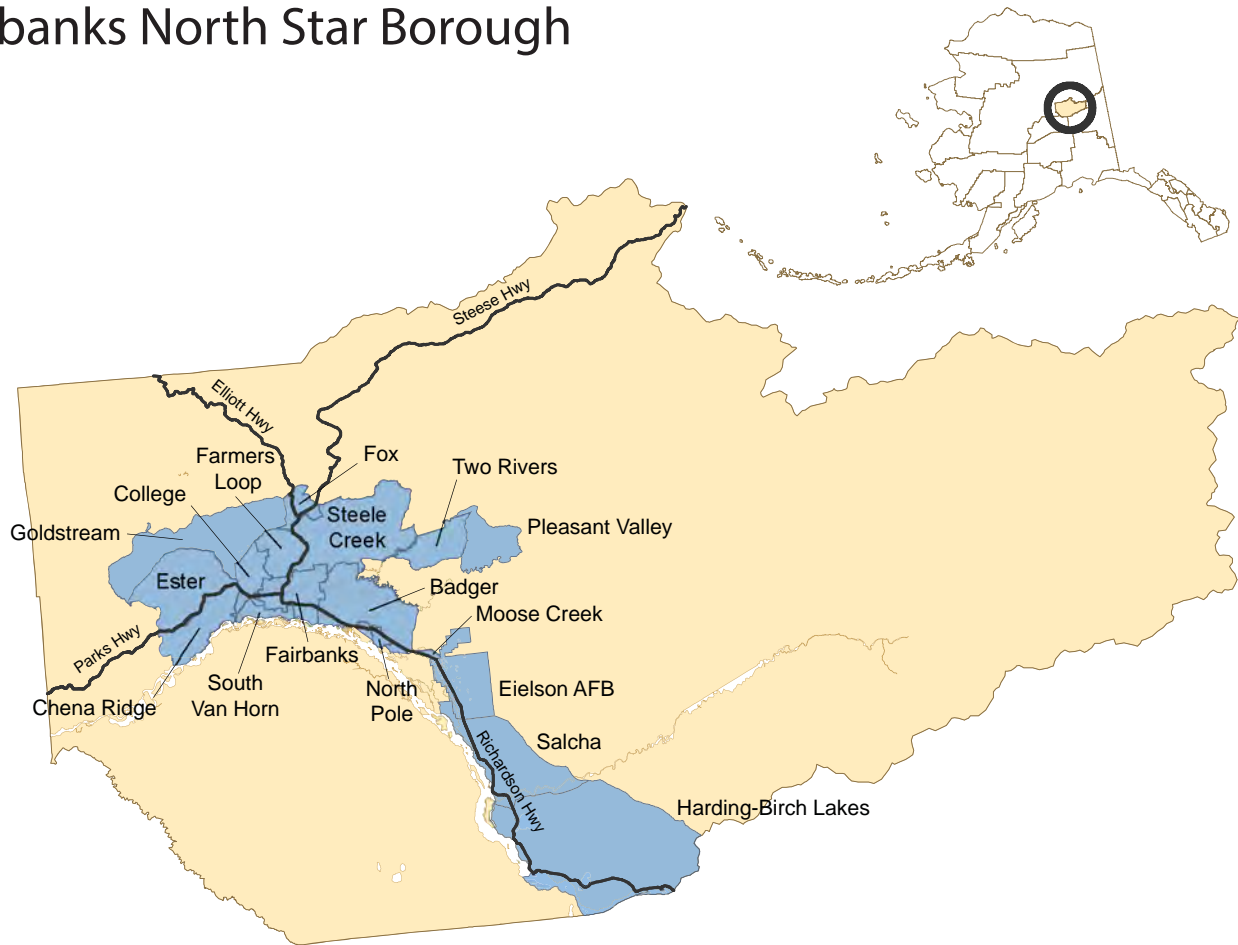 banks North Star Borough
Steese Hwy
Elliott Hwy
Farmers
Loop
Fox
Two Rivers
College
Steele
Creek
Goldstream
Pleasant Valley
Ester
Badger
Moose Creek
Parks Hwy
Fairbanks
South
Van Horn
North
Pole
Chena Ridge
Eielson AFB
Salcha
Richardson Hwy
Harding-Birch Lakes